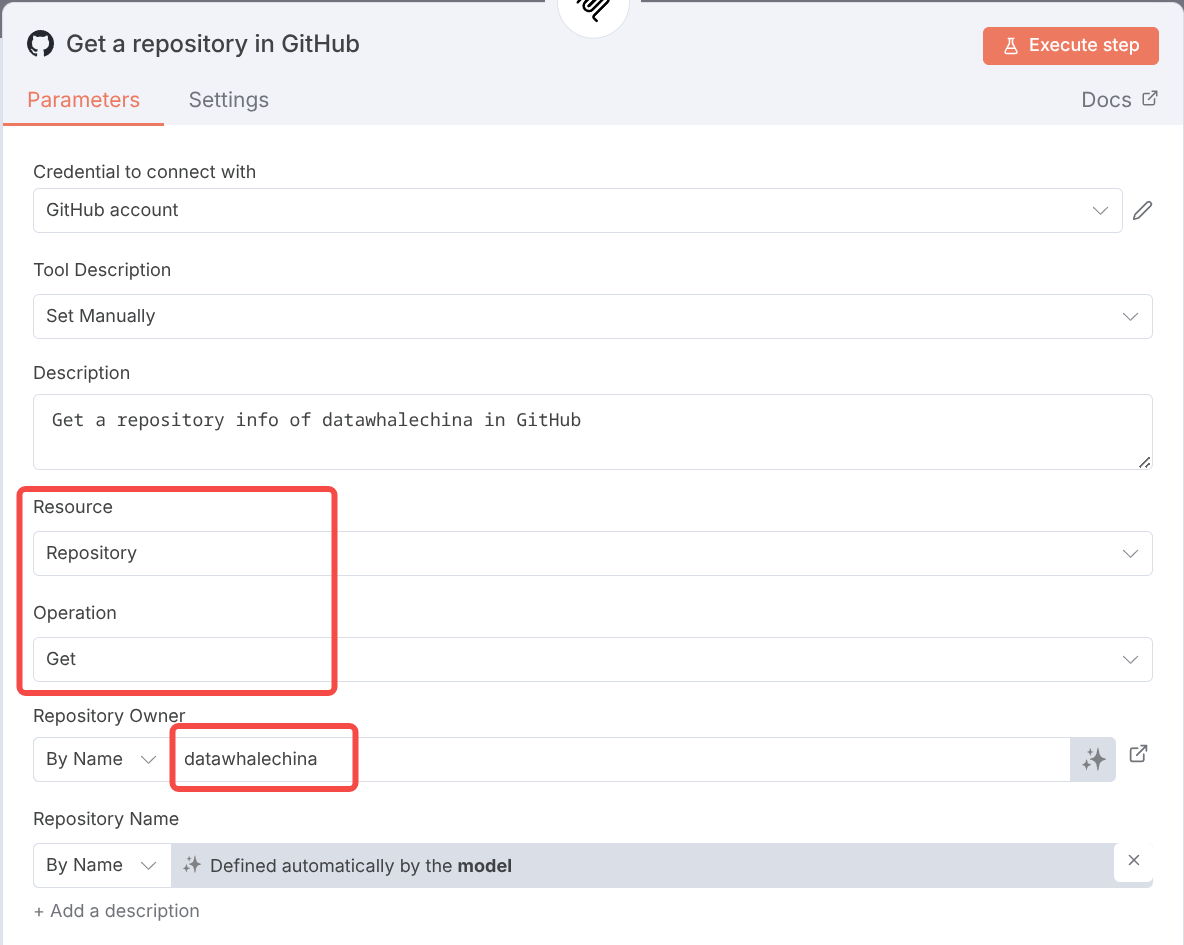 Get a repository in GitHub
Execute step
Parameters
Settings
Docs
Credential to connect with
GitHub account
Tool Description
Set Manually
Description
Get a repository info of datawhalechina in GitHub
Resource
Repository
Operation
Get
Repository Owner
By Name
datawhalechina
Repository Name
By Name
Defined automatically by the model
+ Add a description